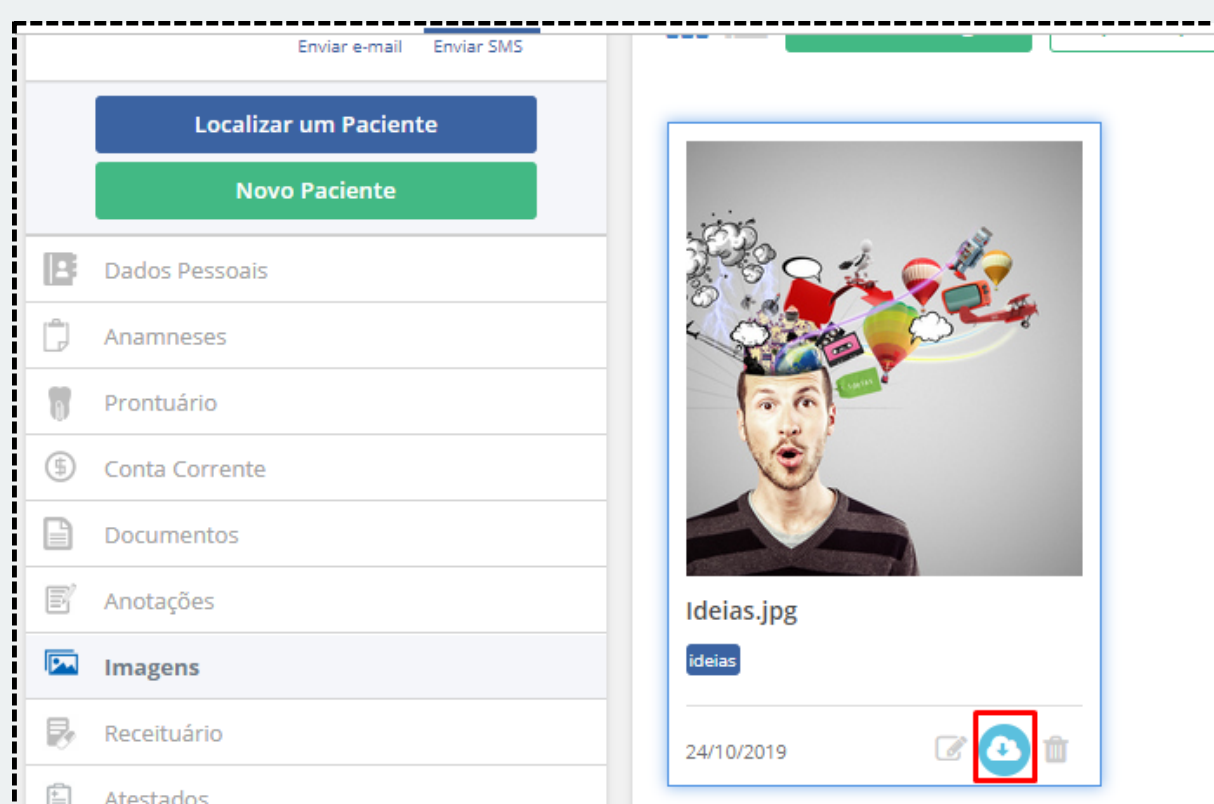 Enviar e-mail Enviar SMS
Localizar um Paciente
Novo Paciente
Dados Pessoais
Anamneses
Prontuário
Conta Corrente
Documentos
Anotações
Imagens
Receituário
Atestados
Ideias.jpg
ideias
24/10/2019